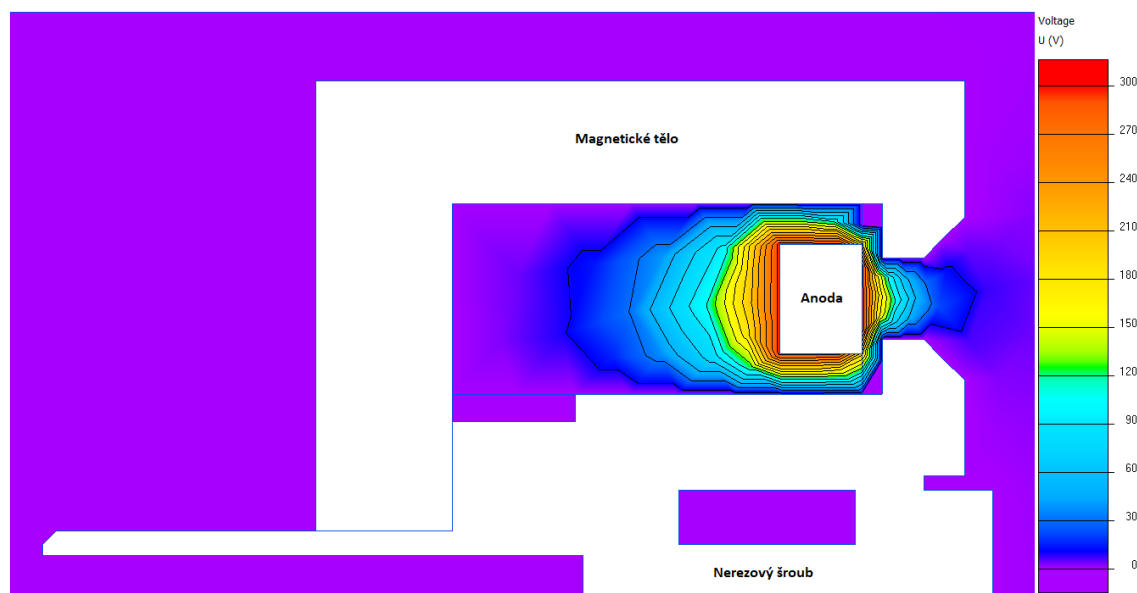 Voltage
U (V)
Magnetické tělo
Anoda
Nerezový šroub
300
270
240
210
180
150
120
90
60
30
0